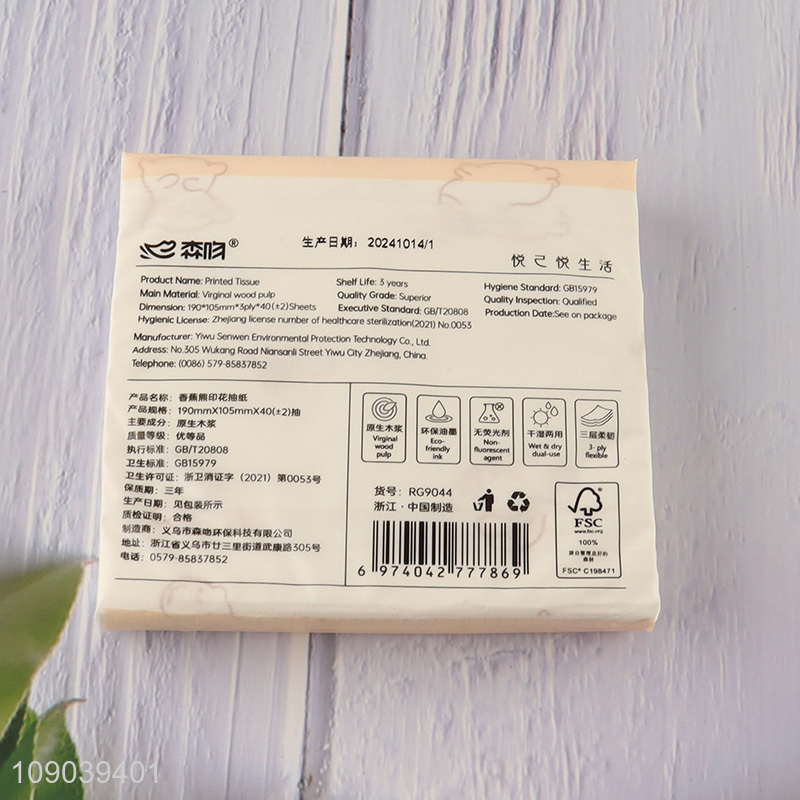 森吻®
生产日期: 20241014/1
悦己悦生活
Product Name: Printed Tissue
Main Material: Virginal wood pulp
Dimension: 190*105mm*3ply*40(±2)Sheets
Hygienic License: Zhejiang license number of healthcare sterilization(2021) No.0053
Shelf Life: 3 years
Quality Grade: Superior
Executive Standard: GB/T20808
Hygiene Standard: GB15979
Quality Inspection: Qualified
Production Date:See on package
Manufacturer: Yiwu Senwen Environmental Protection Technology Co., Ltd.
Address: No.305 Wukang Road Niansanli Street Yiwu City Zhejiang, China.
Telephone: (0086) 579-85837852
产品名称: 香蕉熊印花抽纸
产品规格: 190mmX105mmX40(±2)抽
主要成分: 原生木浆
质量等级: 优等品
执行标准: GB/T20808
卫生标准: GB15979
卫生许可证: 浙卫消证字 (2021) 第0053号
保质期: 三年
生产日期: 见包装所示
质检证明: 合格
制造商: 义乌市森吻环保科技有限公司
地址: 浙江省义乌市廿三里街道武康路305号
电话: 0579-85837852
原生木浆
Virginal
wood
pulp
环保油墨
Eco-
friendly
ink
无荧光剂
Non-
fluorescent
agent
干湿两用
Wet & dry
dual-use
三层柔韧
3- ply
flexible
货号: RG9044
浙江·中国制造
6 974042 777869
FSC
www.fsc.org
100%
源自管理良好的
森林
FSC® C198471
109039401